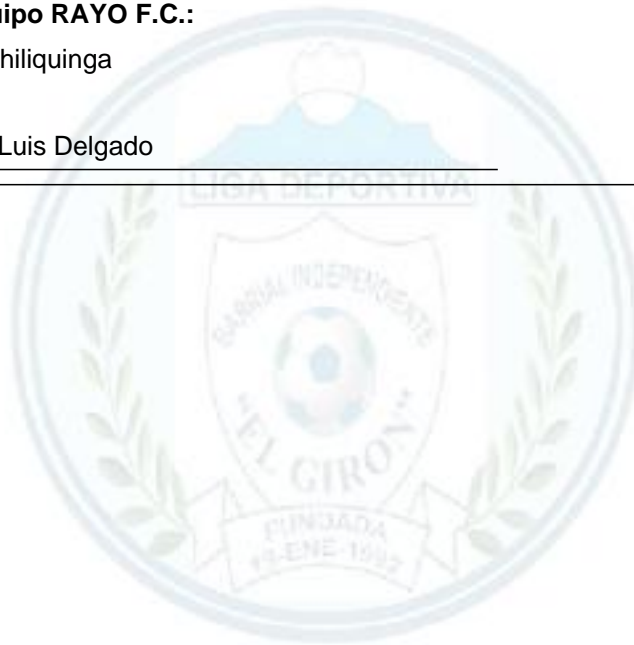 uipo RAYO F.C.:
hiliquinga
Luis Delgado
LIGA DEPORTIVA
BARRIAL INDEPENDIENTE
"EL GIRON"
FUNDADA